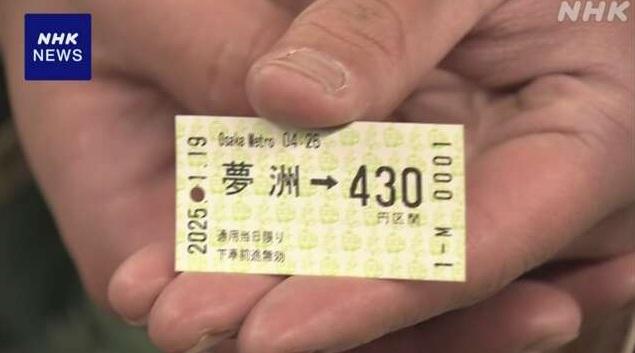 NHK
NEWS
NHK
2025.-1.19
Osaka Metro 04-26
夢洲→430
円区間
通用当日限り
下車前途無効
1-M 0001